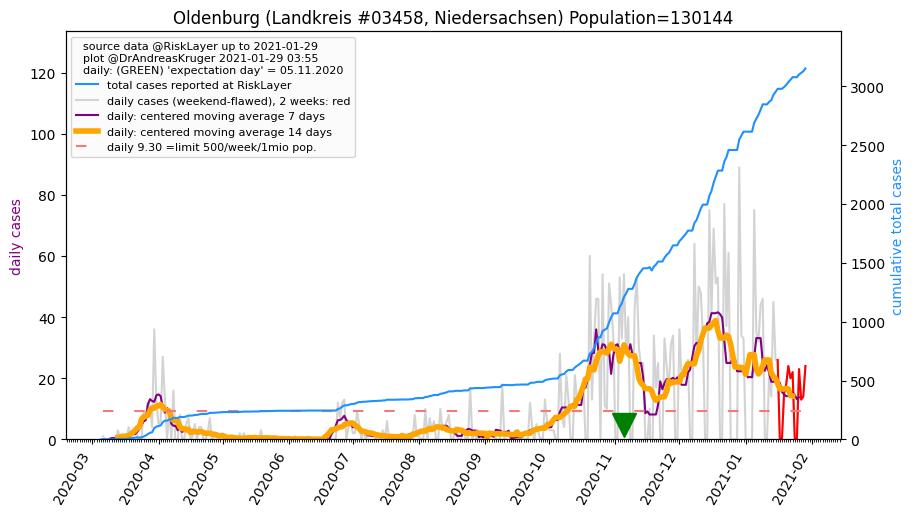 Oldenburg (Landkreis #03458, Niedersachsen) Population=130144
source data @RiskLayer up to 2021-01-29
plot @DrAndreasKruger 2021-01-29 03:55
daily: (GREEN) 'expectation day' = 05.11.2020
total cases reported at RiskLayer
daily cases (weekend-flawed), 2 weeks: red
daily: centered moving average 7 days
daily: centered moving average 14 days
daily 9.30 =limit 500/week/1mio pop.
daily cases
120
100
80
60
40
20
0
cumulative total cases
3000
2500
2000
1500
1000
500
0
2020-03
2020-04
2020-05
2020-06
2020-07
2020-08
2020-09
2020-10
2020-11
2020-12
2021-01
2021-02